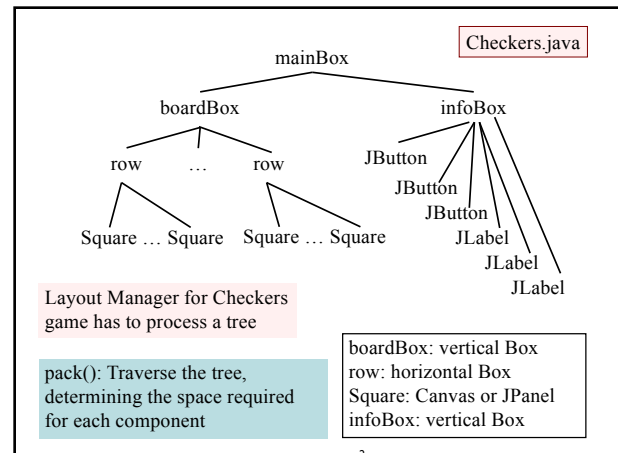 Checkers.java
mainBox
boardBox infoBox
row … row
JButton
JButton
JButton
JLabel
JLabel
JLabel
Square … Square Square … Square
Layout Manager for Checkers
game has to process a tree
pack(): Traverse the tree,
determining the space required
for each component
boardBox: vertical Box
row: horizontal Box
Square: Canvas or JPanel
infoBox: vertical Box